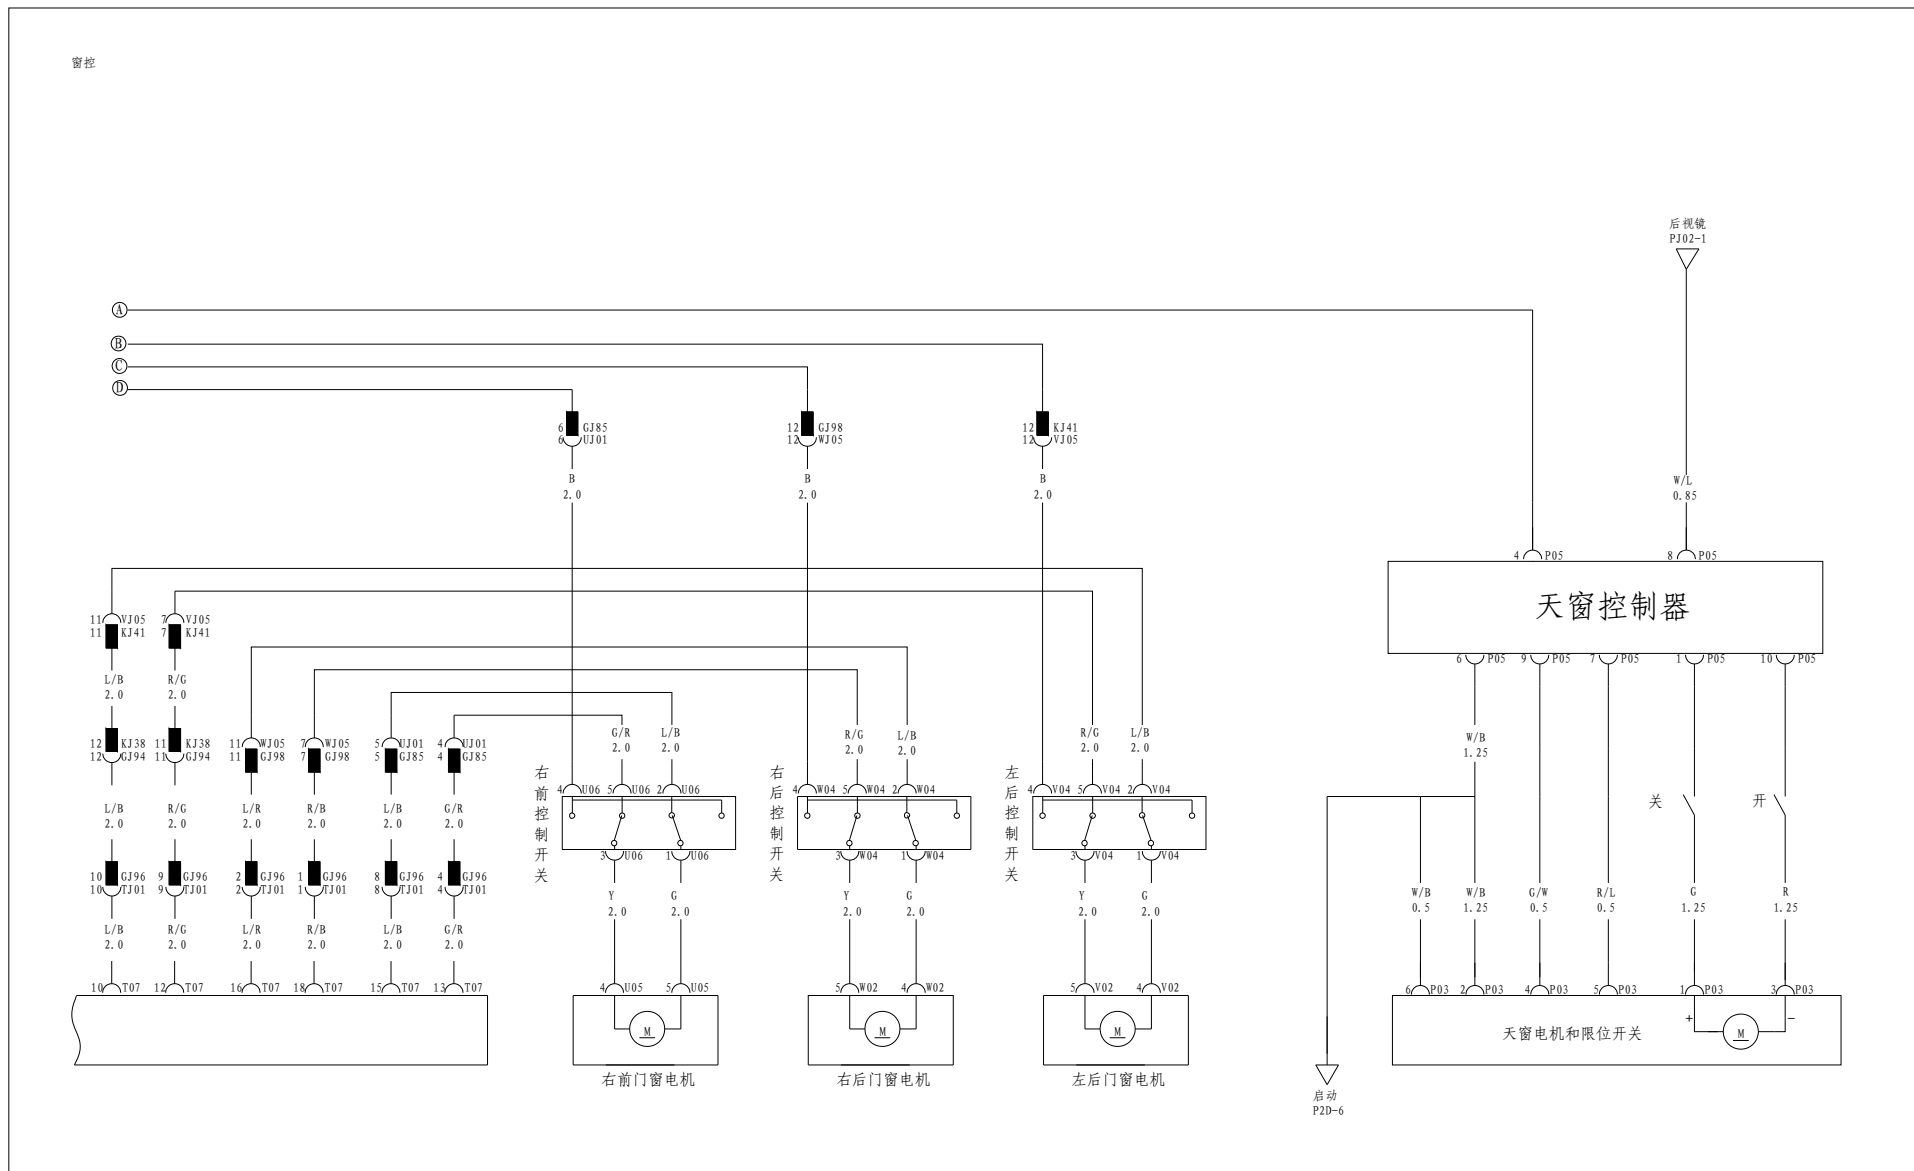 窗控
后视镜
PJ02-1
A
B
C
D
6 GJ85
6 UJ01
12 GJ98
12 WJ05
12 KJ41
12 VJ05
B
2.0
B
2.0
B
2.0
W/L
0.85
4 P05
8 P05
天窗控制器
11 VJ05
11 KJ41
7 VJ05
7 KJ41
6 P05
9 P05
7 P05
1 P05
10 P05
L/B
2.0
R/G
2.0
12 KJ38
12 GJ94
11 KJ38
11 GJ94
11 WJ05
11 GJ98
7 WJ05
7 GJ98
5 UJ01
5 GJ85
4 UJ01
4 GJ85
G/R
2.0
L/B
2.0
R/G
2.0
L/B
2.0
R/G
2.0
L/B
2.0
W/B
1.25
右前控制开关
4 U06
5 U06
2 U06
右后控制开关
4 W04
5 W04
2 W04
左后控制开关
4 V04
5 V04
2 V04
关
开
L/B
2.0
R/G
2.0
L/R
2.0
R/B
2.0
L/B
2.0
G/R
2.0
3 U06
1 U06
3 W04
1 W04
3 V04
1 V04
10 GJ96
10 TJ01
9 GJ96
9 TJ01
2 GJ96
2 TJ01
1 GJ96
1 TJ01
8 GJ96
8 TJ01
4 GJ96
4 TJ01
Y
2.0
G
2.0
Y
2.0
G
2.0
Y
2.0
G
2.0
W/B
0.5
W/B
1.25
G/W
0.5
R/L
0.5
G
1.25
R
1.25
L/B
2.0
R/G
2.0
L/R
2.0
R/B
2.0
L/B
2.0
G/R
2.0
10 T07
12 T07
16 T07
18 T07
15 T07
13 T07
4 U05
5 U05
5 W02
4 W02
5 V02
4 V02
6 P03
2 P03
4 P03
5 P03
1 P03
3 P03
M
M
M
天窗电机和限位开关
+
M
−
右前门窗电机
右后门窗电机
左后门窗电机
启动
P2D-6